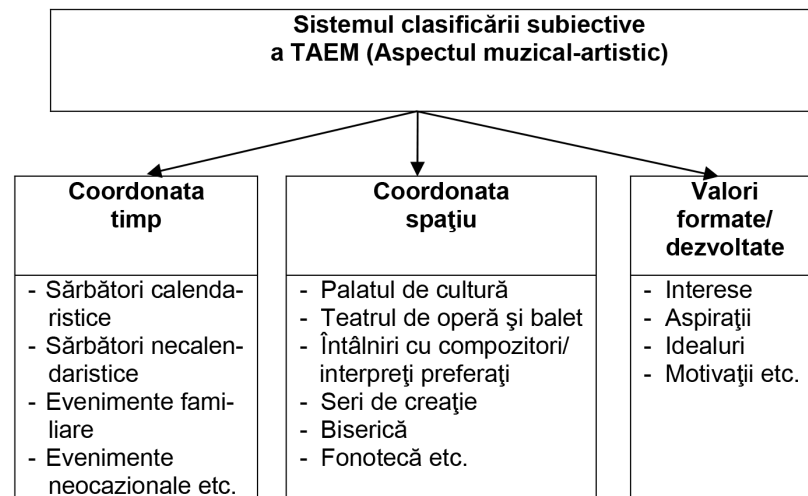 Sistemul clasificării subiective
a TAEM (Aspectul muzical-artistic)
Coordonata
timp
- Sărbători calenda-
ristice
- Sărbători necalen-
daristice
- Evenimente fami-
liare
- Evenimente
neocazionale etc.
Coordonata
spaţiu
- Palatul de cultură
- Teatrul de operă şi balet
- Întâlniri cu compozitori/
interpreţi preferaţi
- Seri de creaţie
- Biserică
- Fonotecă etc.
Valori
formate/
dezvoltate
- Interese
- Aspiraţii
- Idealuri
- Motivaţii etc.